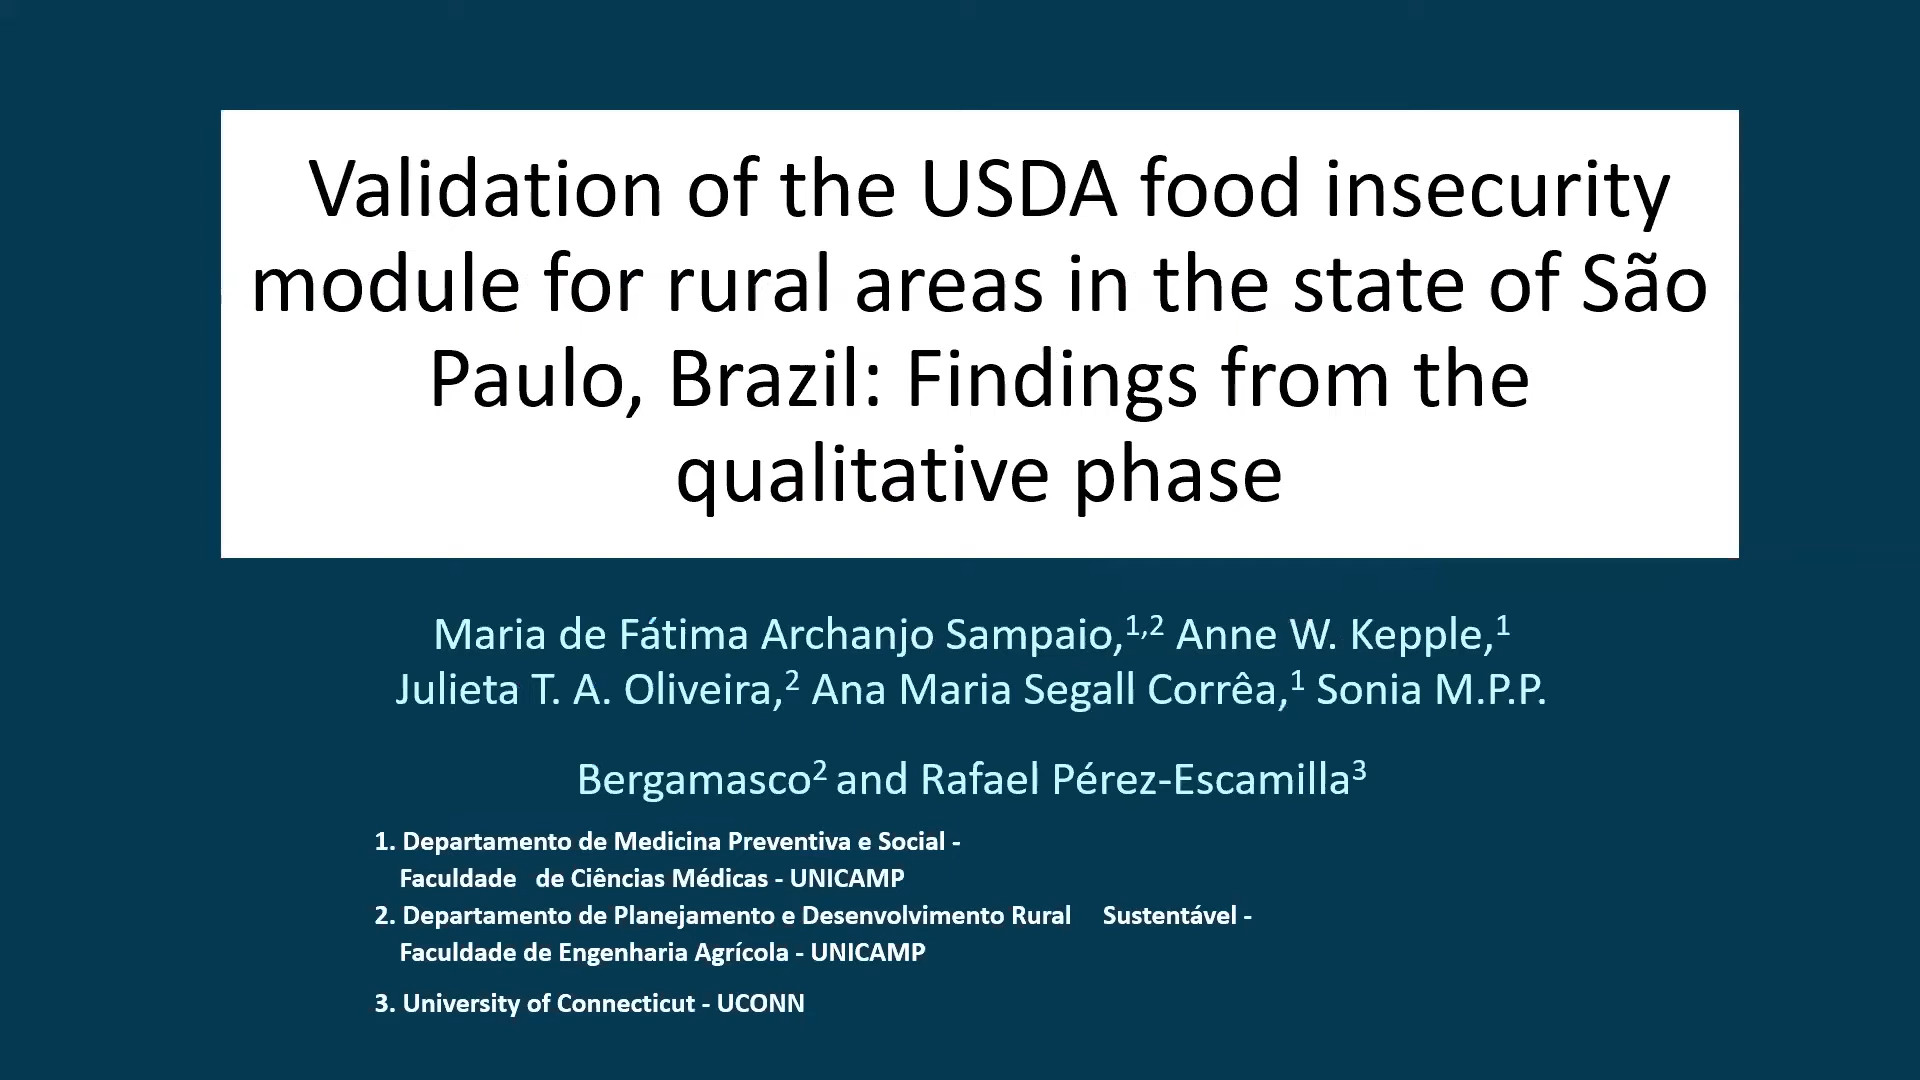 Validation of the USDA food insecurity
module for rural areas in the state of São
Paulo, Brazil: Findings from the
qualitative phase
Maria de Fátima Archanjo Sampaio,1,2 Anne W. Kepple,1
Julieta T. A. Oliveira,2 Ana Maria Segall Corrêa,1 Sonia M.P.P.
Bergamasco2 and Rafael Pérez-Escamilla3
1. Departamento de Medicina Preventiva e Social -
Faculdade de Ciências Médicas - UNICAMP
2. Departamento de Planejamento e Desenvolvimento Rural Sustentável -
Faculdade de Engenharia Agrícola - UNICAMP
3. University of Connecticut - UCONN